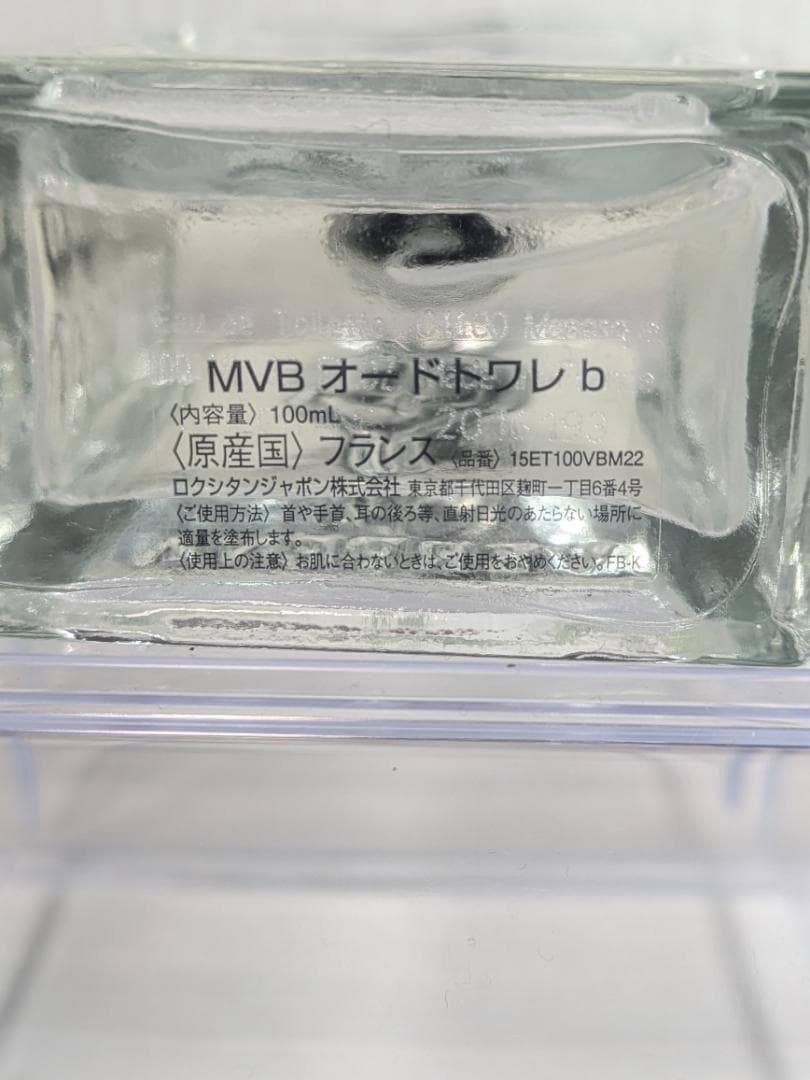 MVB オードトワレ b
〈内容量〉 100mL
〈原産国〉 フランス 〈品番〉 15ET100VBM22
ロクシタンジャポン株式会社 東京都千代田区麹町一丁目6番4号
〈ご使用方法〉 首や手首、耳の後ろ等、直射日光のあたらない場所に
適量を塗布します。
〈使用上の注意〉 お肌に合わないときは、ご使用をおやめください。FB-K